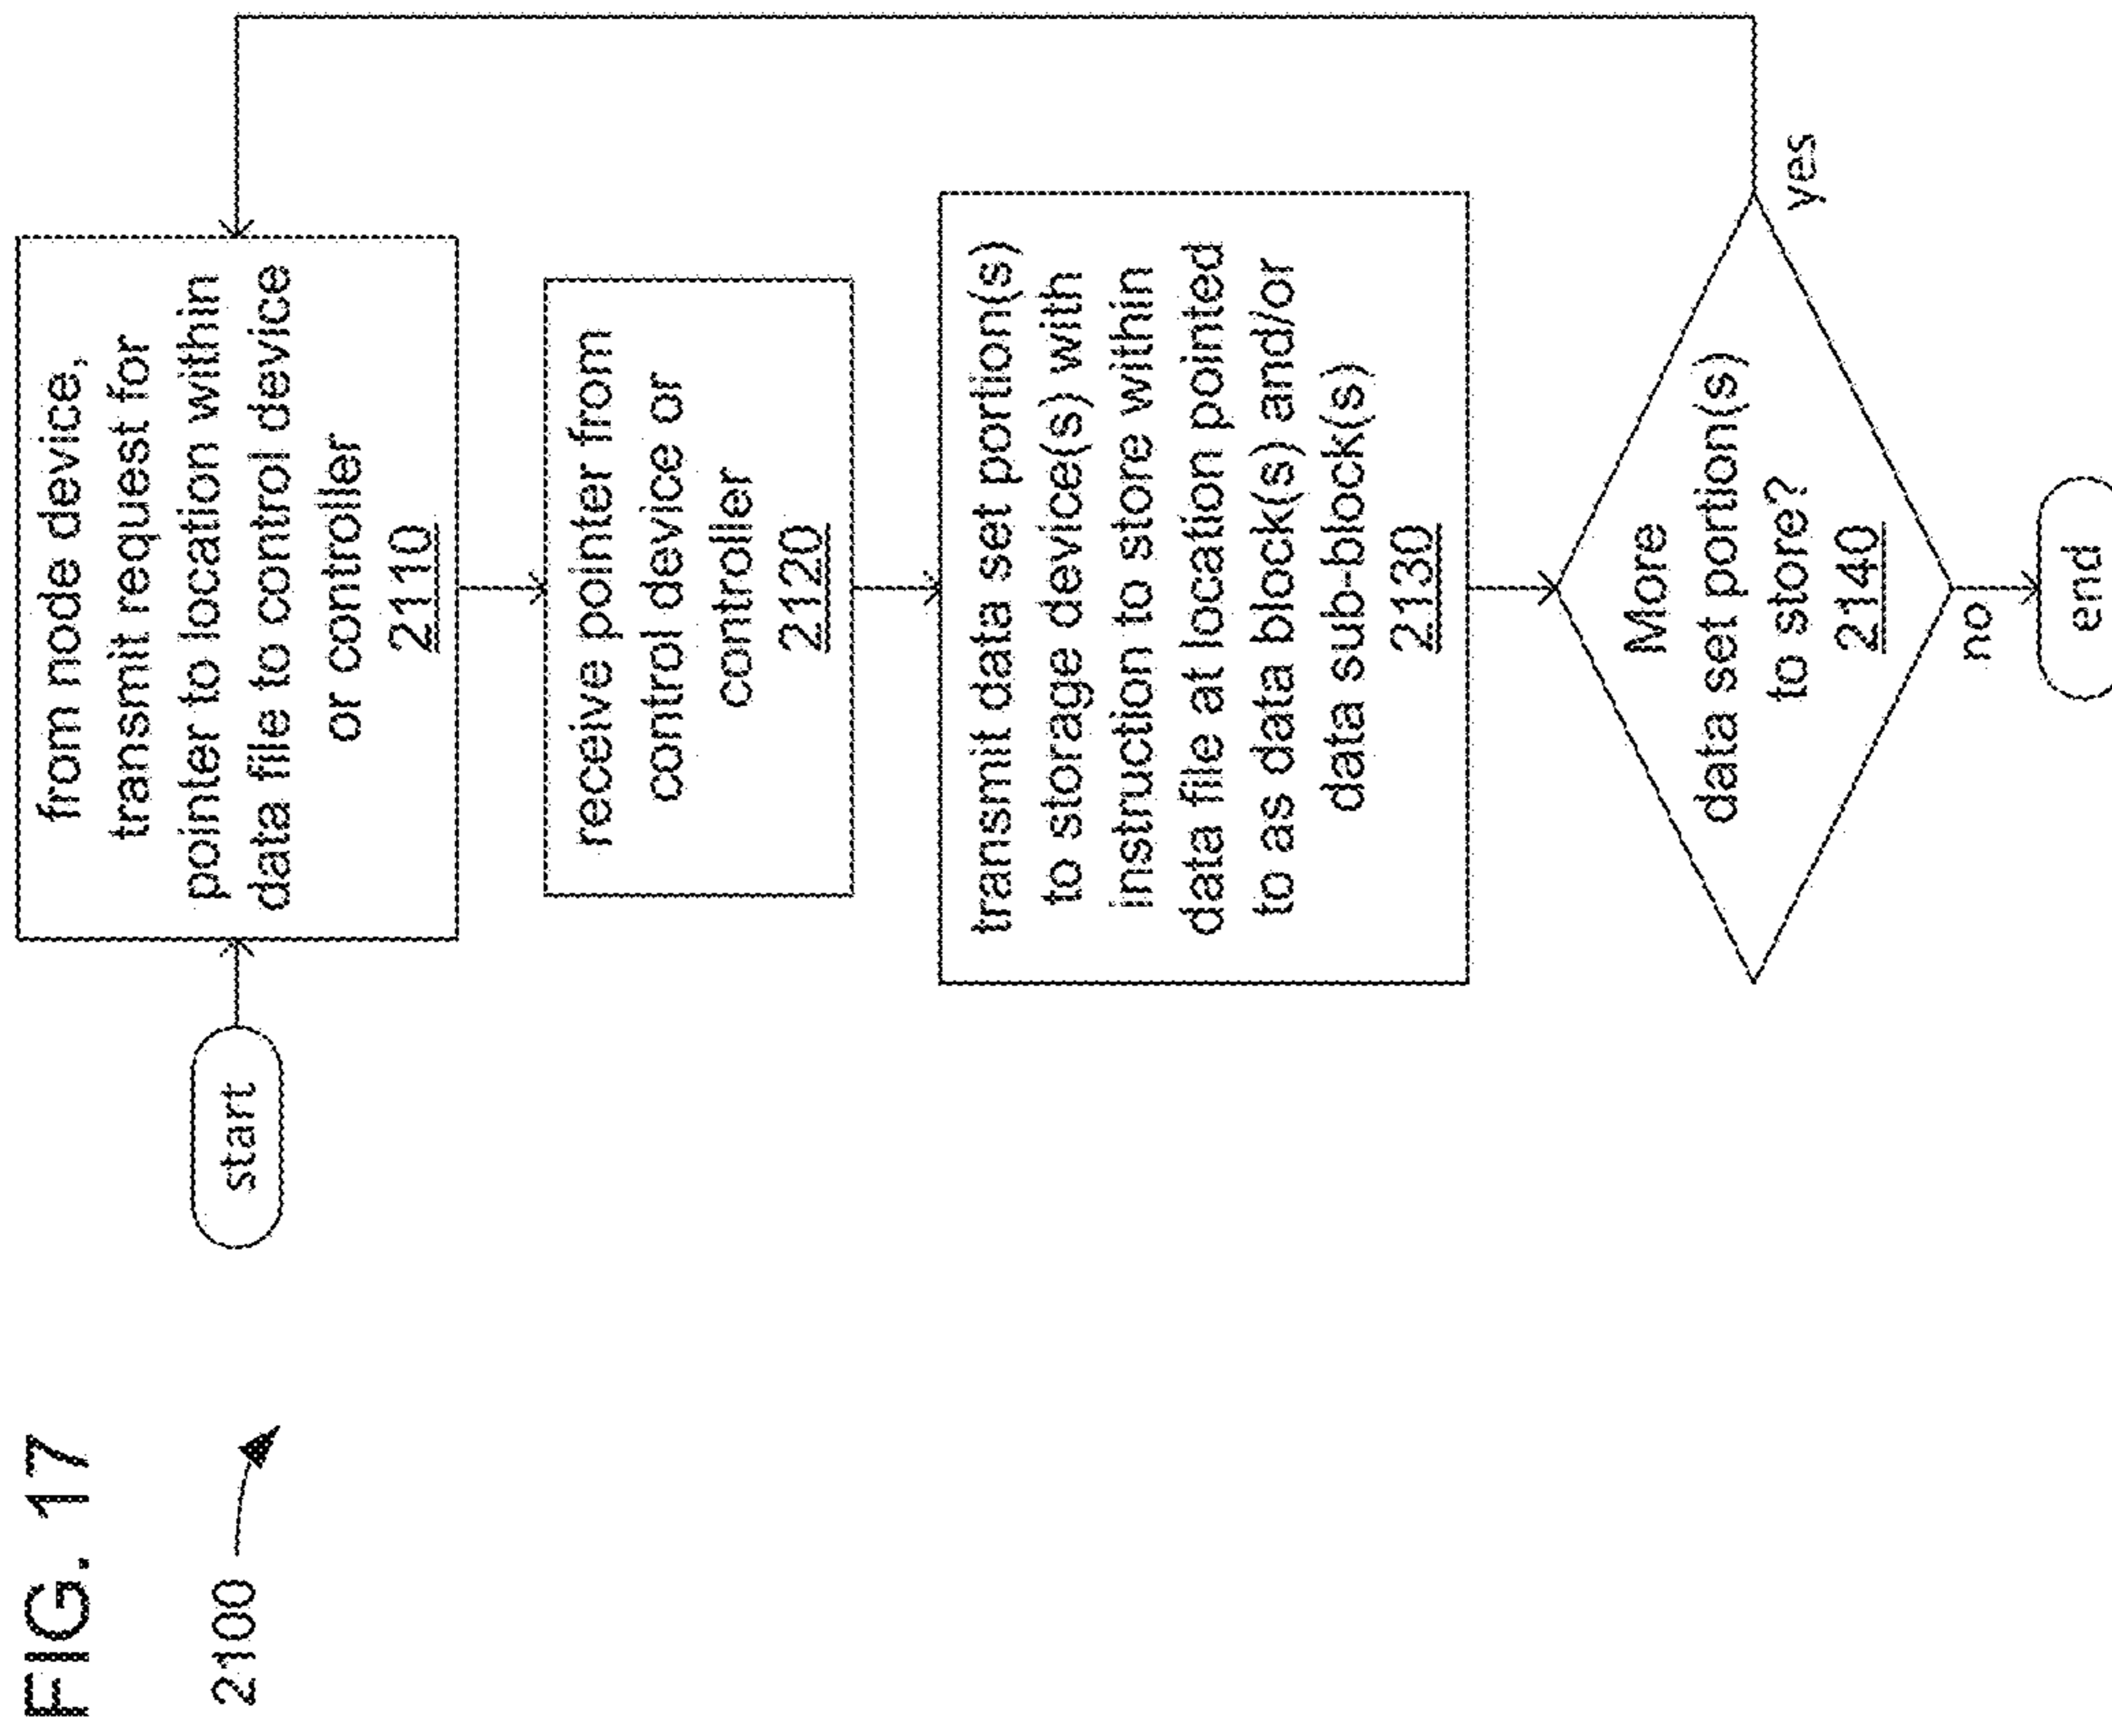 FIG. 17
2100
start
from node device,
transmit request for
pointer to location within
data file to control device
or controller
2110
receive pointer from
control device or
controller
2120
transmit data set portion(s)
to storage device(s) with
instruction to store within
data file at location pointed
to as data block(s) and/or
data sub-block(s)
2130
More
data set portion(s)
to store?
2140
yes
no
end